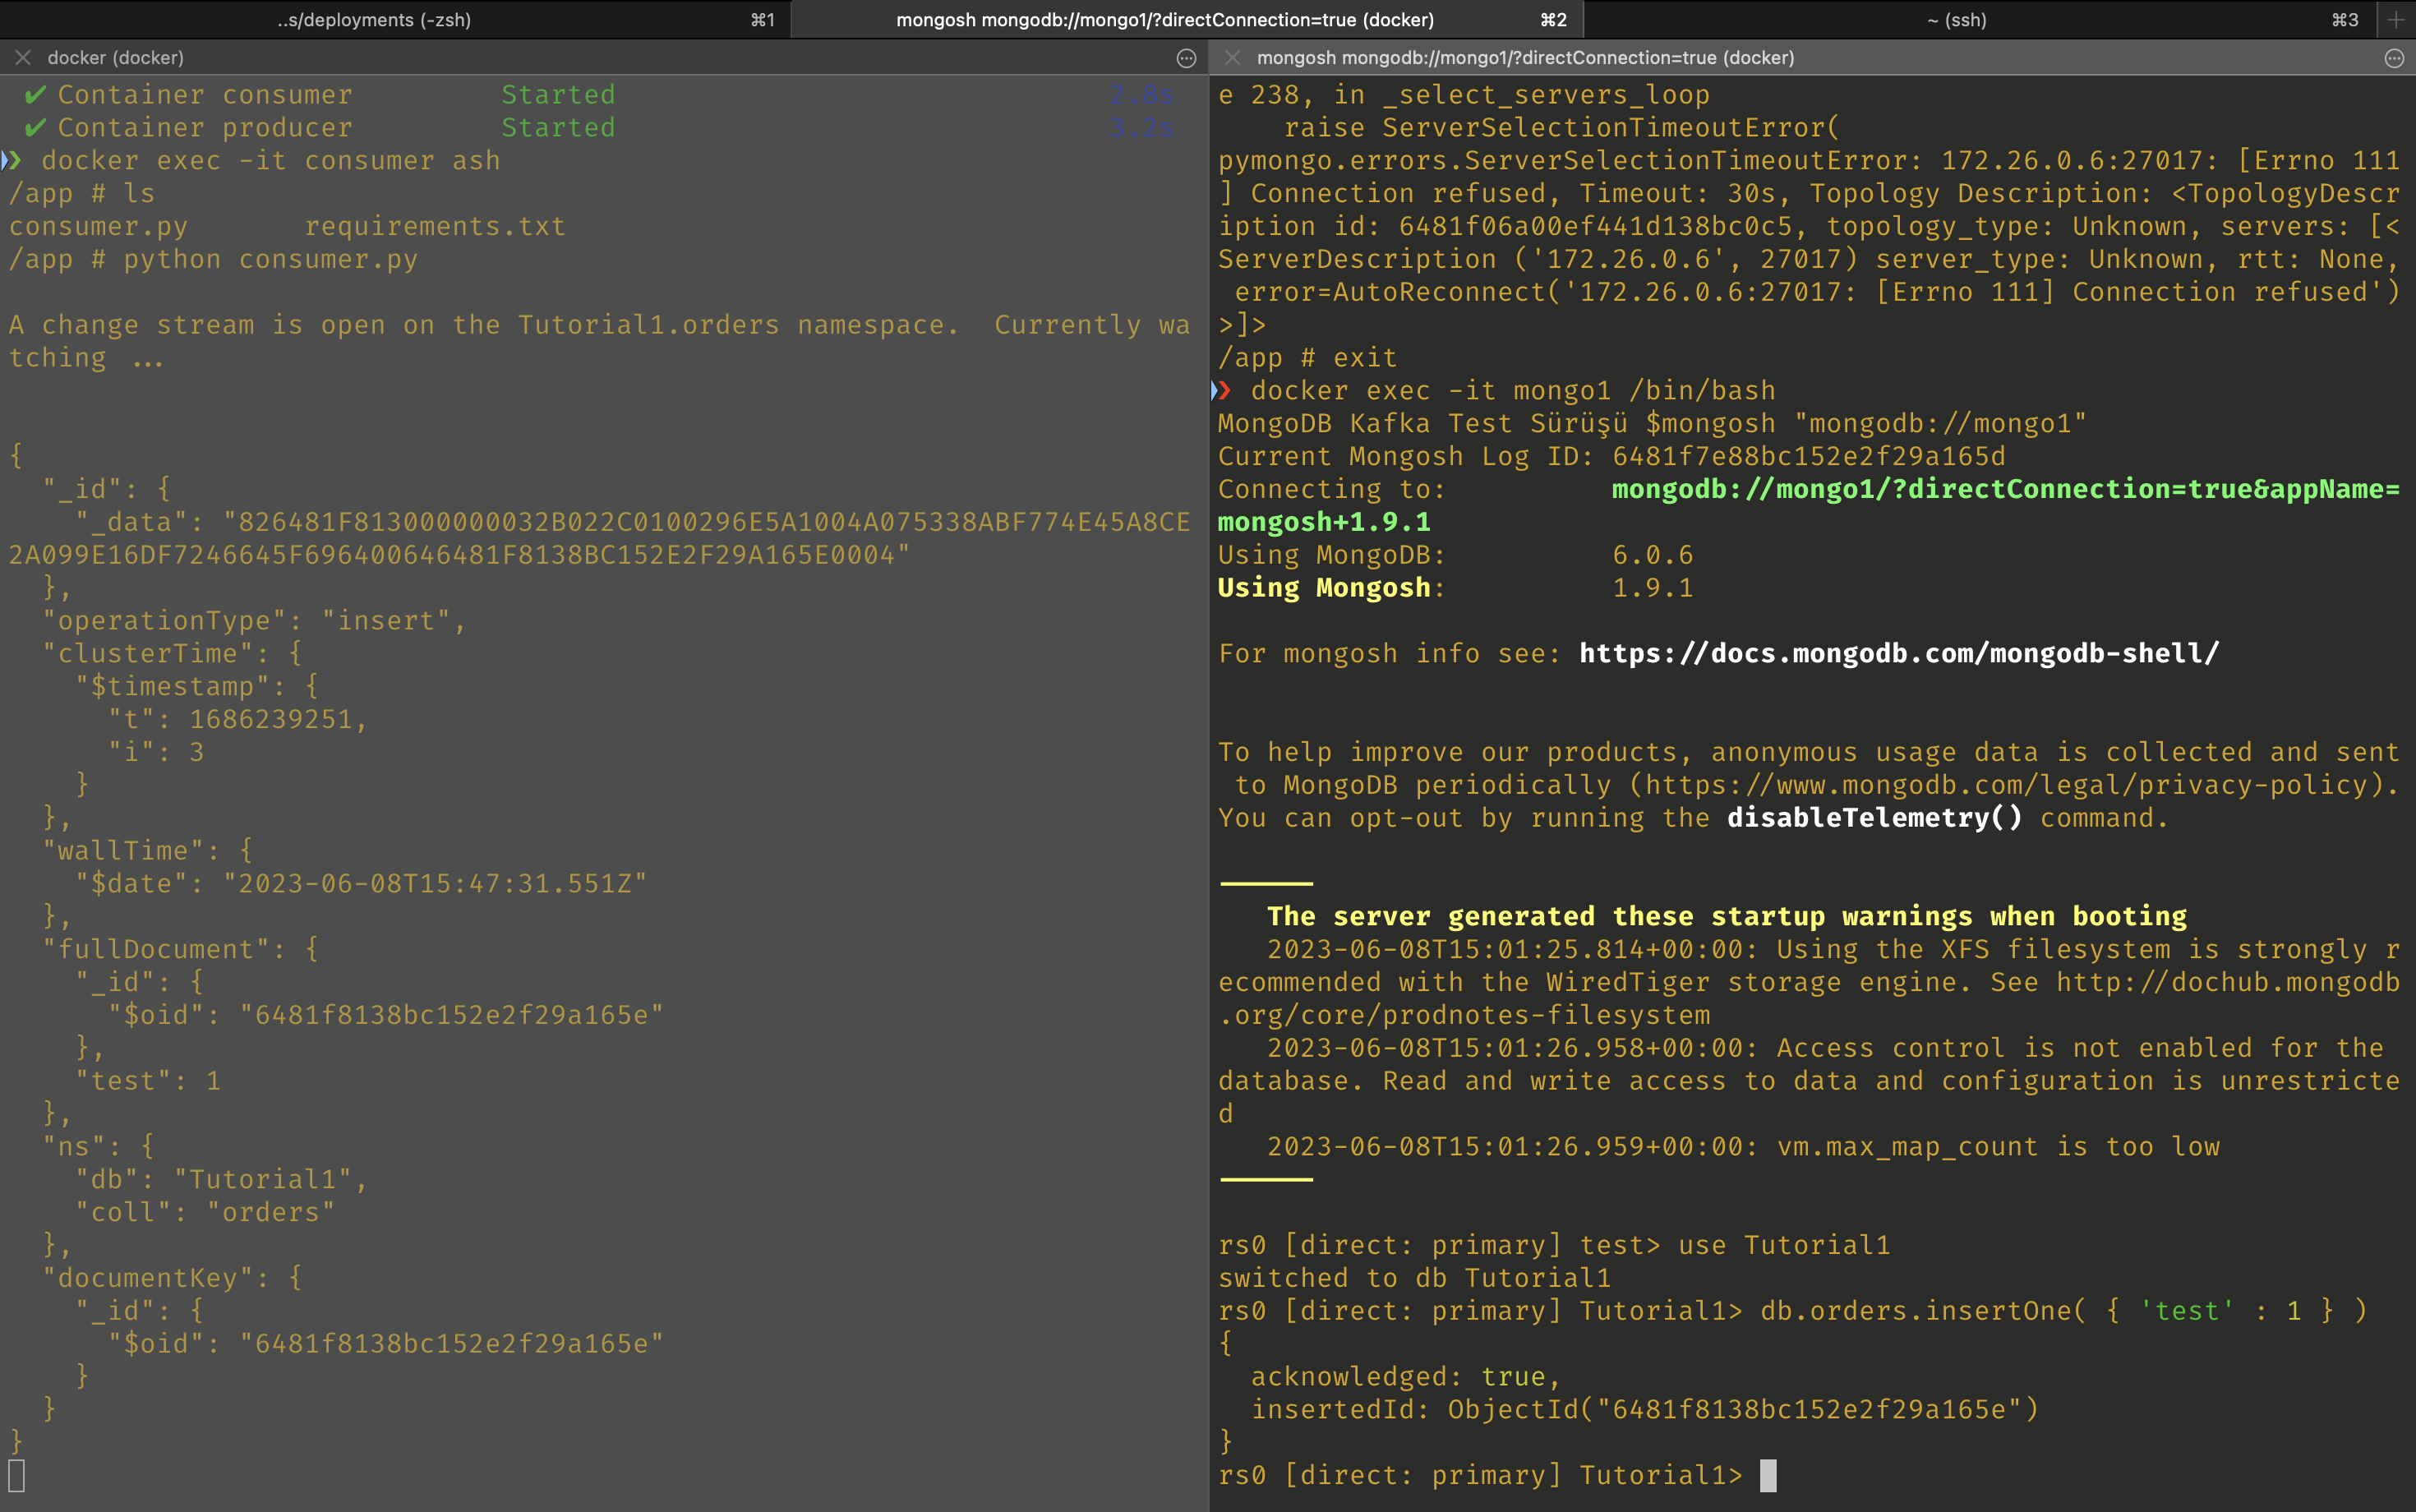 ..s/deployments (-zsh) ⌘1
mongosh mongodb://mongo1/?directConnection=true (docker) ⌘2
~ (ssh) ⌘3
docker (docker)
✔ Container consumer Started 2.8s
✔ Container producer Started 3.2s
❯ docker exec -it consumer ash
/app # ls
consumer.py requirements.txt
/app # python consumer.py
A change stream is open on the Tutorial1.orders namespace.  Currently wa
tching ...
{
"_id": {
"_data": "826481F813000000032B022C0100296E5A1004A075338ABF774E45A8CE
2A099E16DF7246645F696400646481F8138BC152E2F29A165E0004"
},
"operationType": "insert",
"clusterTime": {
"$timestamp": {
"t": 1686239251,
"i": 3
}
},
"wallTime": {
"$date": "2023-06-08T15:47:31.551Z"
},
"fullDocument": {
"_id": {
"$oid": "6481f8138bc152e2f29a165e"
},
"test": 1
},
"ns": {
"db": "Tutorial1",
"coll": "orders"
},
"documentKey": {
"_id": {
"$oid": "6481f8138bc152e2f29a165e"
}
}
}
mongosh mongodb://mongo1/?directConnection=true (docker)
e 238, in _select_servers_loop
raise ServerSelectionTimeoutError(
pymongo.errors.ServerSelectionTimeoutError: 172.26.0.6:27017: [Errno 111
] Connection refused, Timeout: 30s, Topology Description: <TopologyDescr
iption id: 6481f06a00ef441d138bc0c5, topology_type: Unknown, servers: [<
ServerDescription ('172.26.0.6', 27017) server_type: Unknown, rtt: None,
error=AutoReconnect('172.26.0.6:27017: [Errno 111] Connection refused')
>]>
/app # exit
❯ docker exec -it mongo1 /bin/bash
MongoDB Kafka Test Sürüşü $mongosh "mongodb://mongo1"
Current Mongosh Log ID: 6481f7e88bc152e2f29a165d
Connecting to: mongodb://mongo1/?directConnection=true&appName=
mongosh+1.9.1
Using MongoDB: 6.0.6
Using Mongosh: 1.9.1
For mongosh info see: https://docs.mongodb.com/mongodb-shell/
To help improve our products, anonymous usage data is collected and sent
to MongoDB periodically (https://www.mongodb.com/legal/privacy-policy).
You can opt-out by running the disableTelemetry() command.
------
The server generated these startup warnings when booting
2023-06-08T15:01:25.814+00:00: Using the XFS filesystem is strongly r
ecommended with the WiredTiger storage engine. See http://dochub.mongodb
.org/core/prodnotes-filesystem
2023-06-08T15:01:26.958+00:00: Access control is not enabled for the
database. Read and write access to data and configuration is unrestricte
d
2023-06-08T15:01:26.959+00:00: vm.max_map_count is too low
------
rs0 [direct: primary] test> use Tutorial1
switched to db Tutorial1
rs0 [direct: primary] Tutorial1> db.orders.insertOne( { 'test' : 1 } )
{
acknowledged: true,
insertedId: ObjectId("6481f8138bc152e2f29a165e")
}
rs0 [direct: primary] Tutorial1>